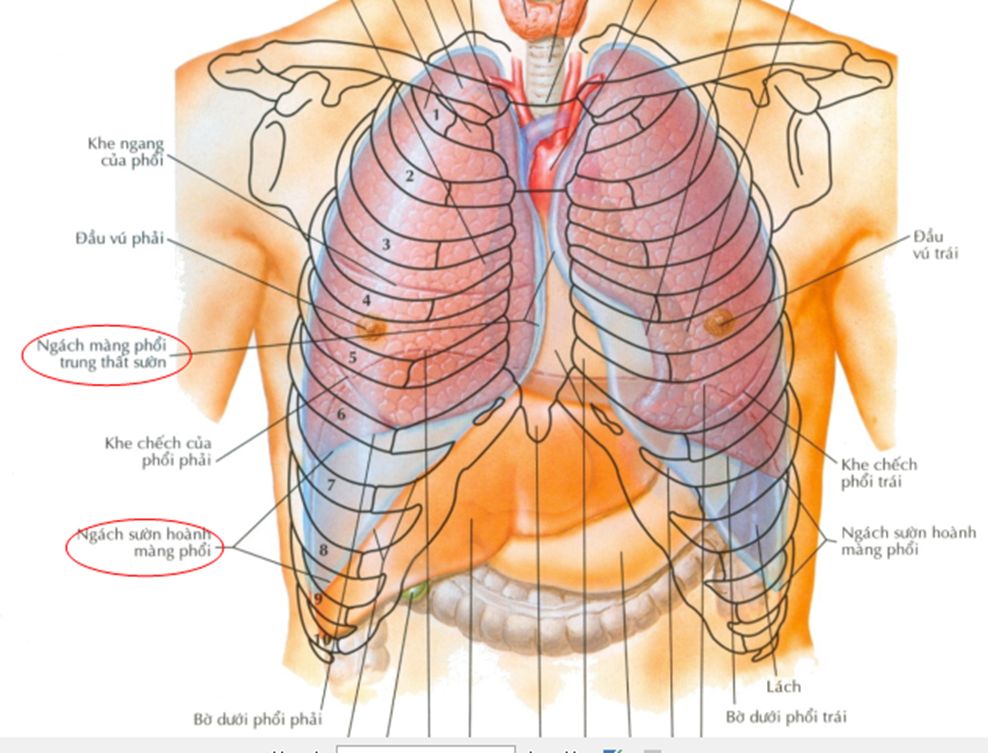 1
Khe ngang
của phổi
2
Đầu vú phải
3
Đầu
vú trái
4
Ngách màng phổi
trung thất sườn
5
6
Khe chếch của
phổi phải
Khe chếch
phổi trái
7
Ngách sườn hoành
màng phổi
Ngách sườn hoành
màng phổi
8
9
10
Lách
Bờ dưới phổi phải
Bờ dưới phổi trái